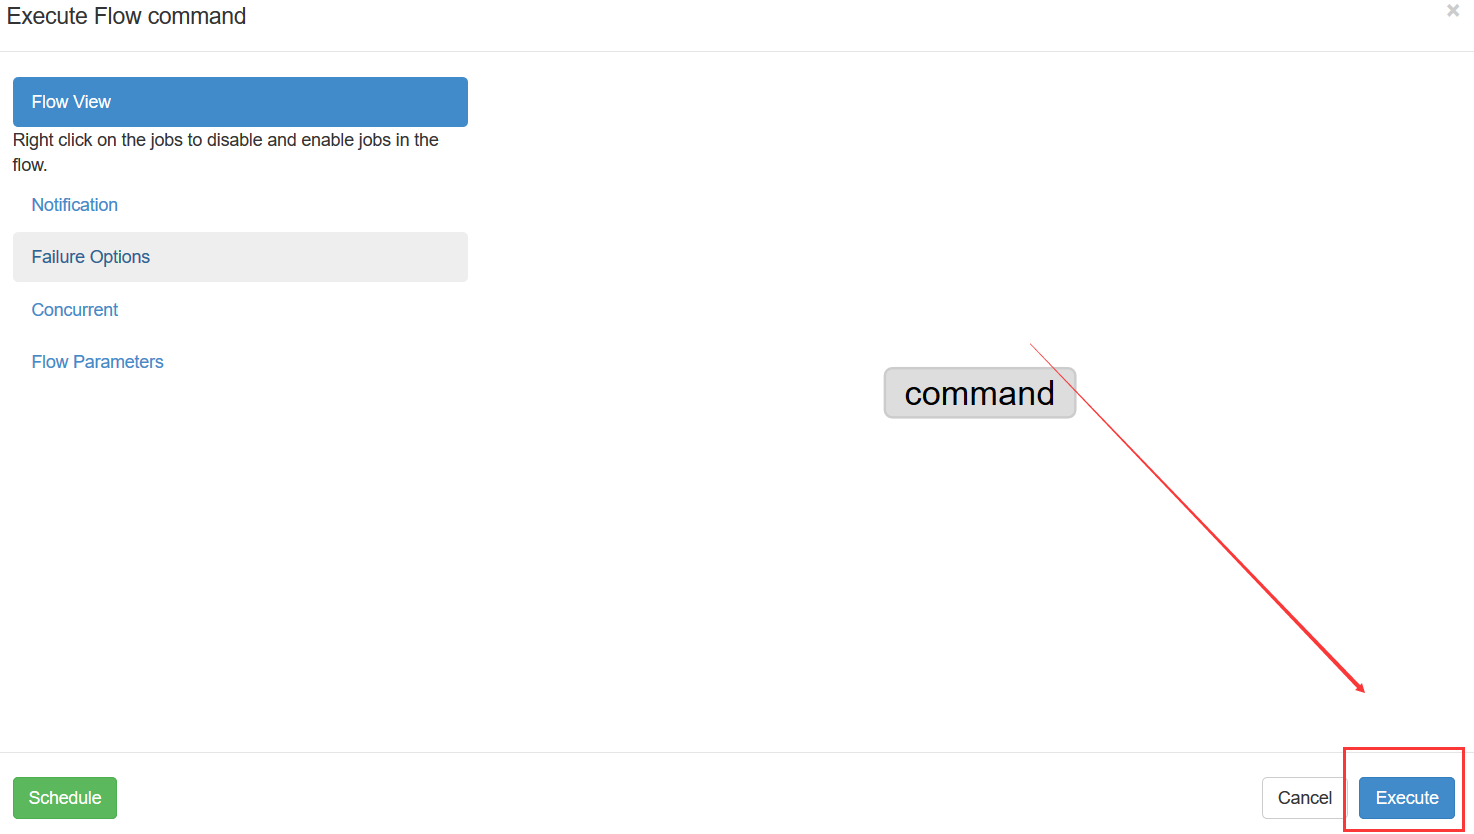 Execute Flow command
×
Flow View
Right click on the jobs to disable and enable jobs in the
flow.
Notification
Failure Options
Concurrent
Flow Parameters
command
Schedule
Cancel
Execute